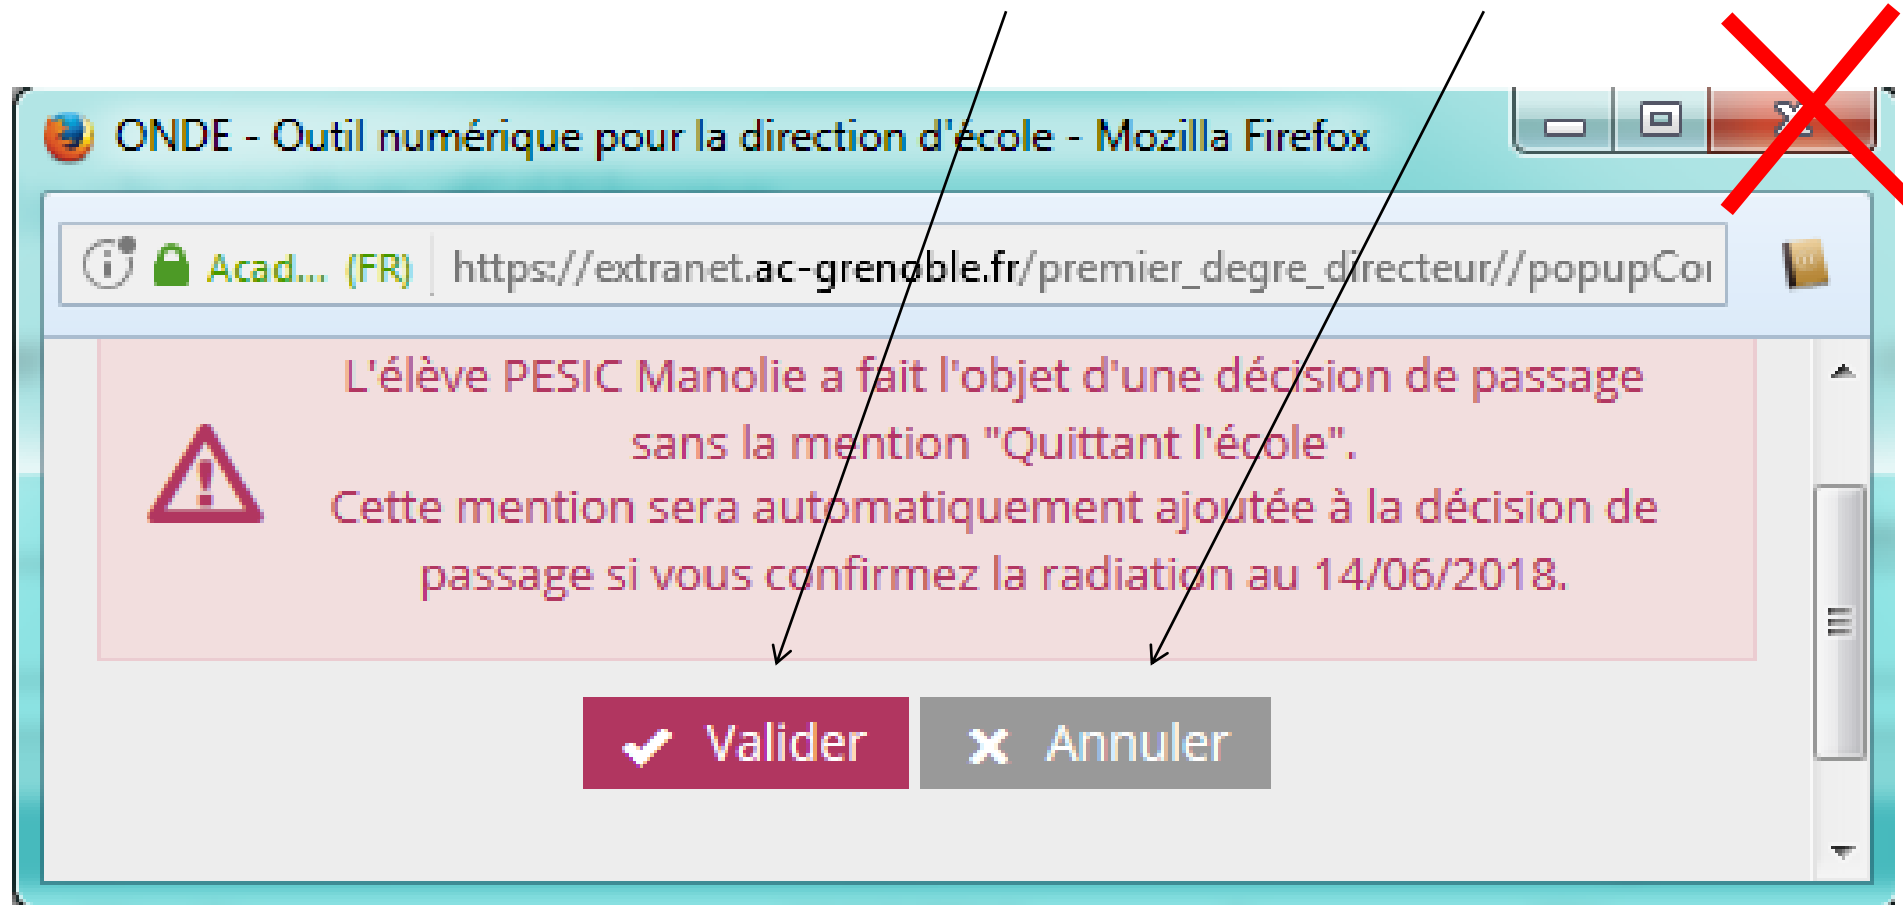 ONDE - Outil numérique pour la direction d'école - Mozilla Firefox
Acad... (FR) https://extranet.ac-grenoble.fr/premier_degre_directeur//popupCo
L'élève PESIC Manolie a fait l'objet d'une décision de passage
sans la mention "Quittant l'école".
Cette mention sera automatiquement ajoutée à la décision de
passage si vous confirmez la radiation au 14/06/2018.
Valider Annuler